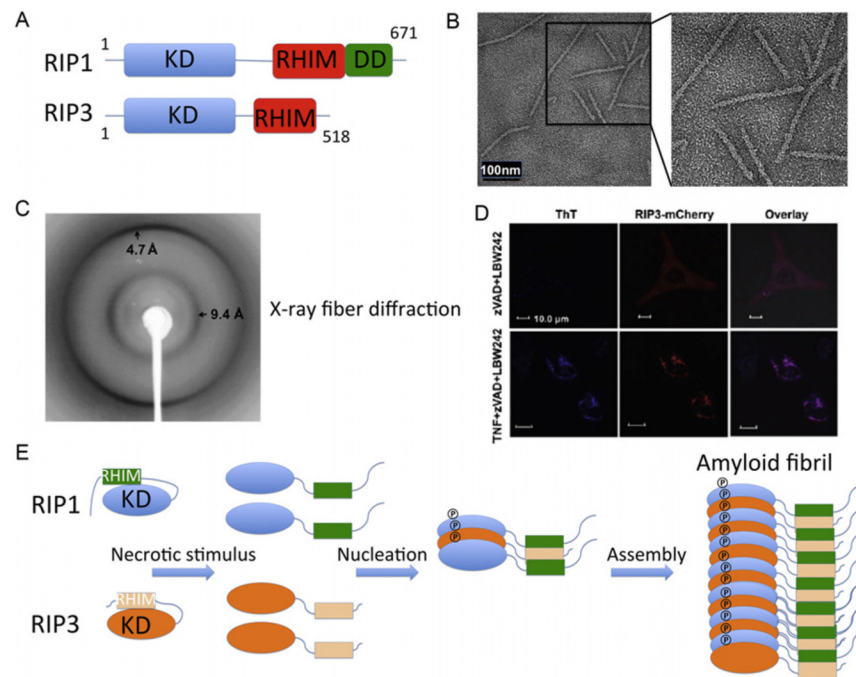 A
1
671
RIP1
KD
RHIM
DD
RIP3
KD
RHIM
1
518
B
100nm
C
4.7 Å
9.4 Å
X-ray fiber diffraction
D
ThT
RIP3-mCherry
Overlay
zVAD+LBW242
10.0 µm
TNF+zVAD+LBW242
E
RHIM
KD
RIP1
Necrotic stimulus
Nucleation
Assembly
Amyloid fibril
RHIM
KD
RIP3
P
P
P
P
P
P
P
P
P
P
P
P